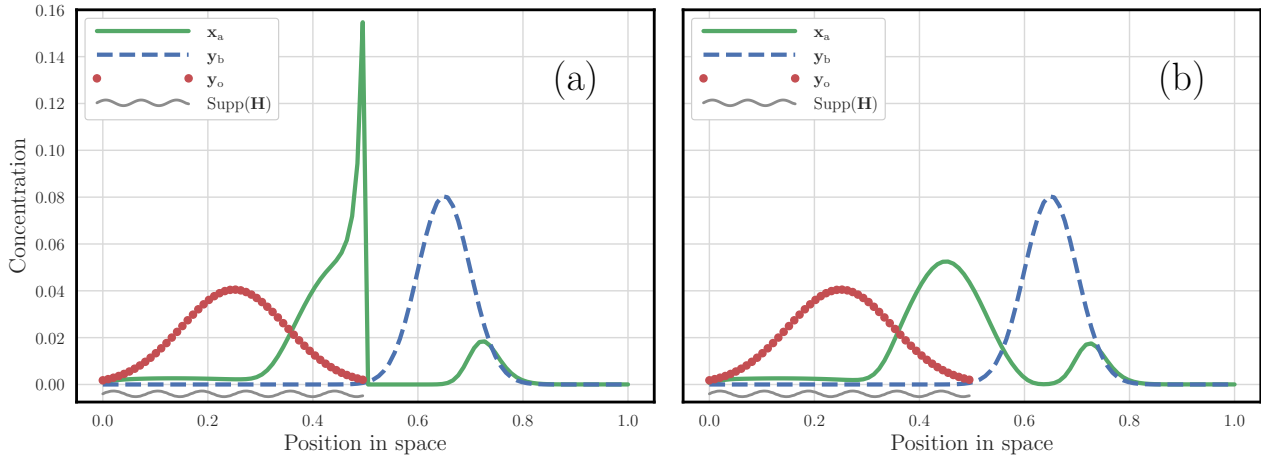 Concentration
0.16
0.14
0.12
0.10
0.08
0.06
0.04
0.02
0.00
x_a
y_b
y_o
Supp(H)
(a)
0.0 0.2 0.4 0.6 0.8 1.0
Position in space
x_a
y_b
y_o
Supp(H)
(b)
0.0 0.2 0.4 0.6 0.8 1.0
Position in space